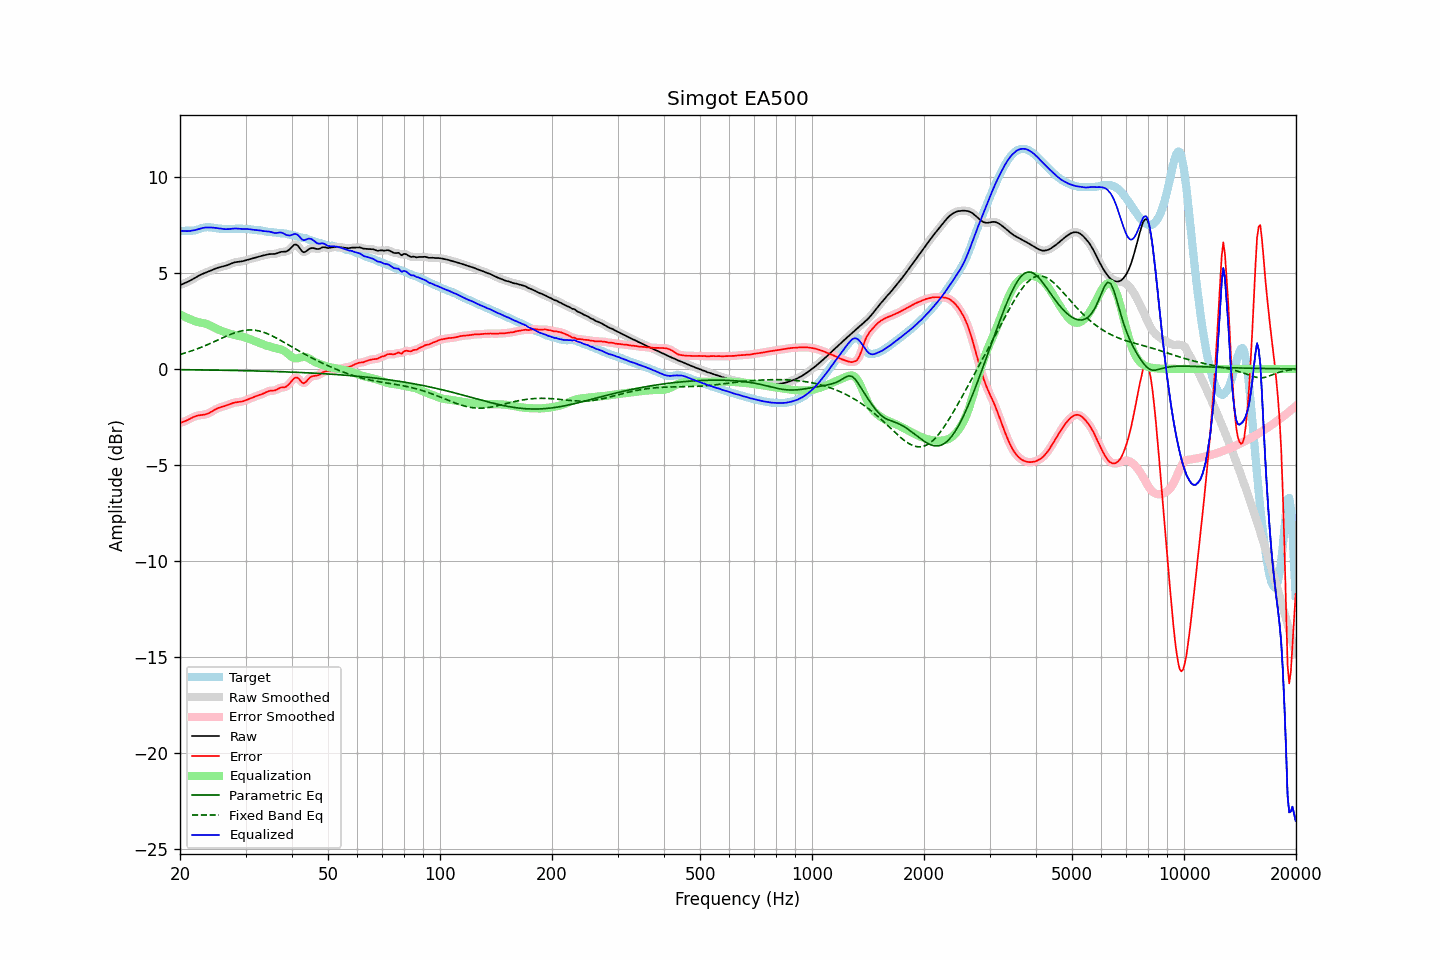 Simgot EA500
Amplitude (dBr)
10
5
0
−5
−10
−15
−20
−25
Target
Raw Smoothed
Error Smoothed
Raw
Error
Equalization
Parametric Eq
Fixed Band Eq
Equalized
20 50 100 200 500 1000 2000 5000 10000 20000
Frequency (Hz)